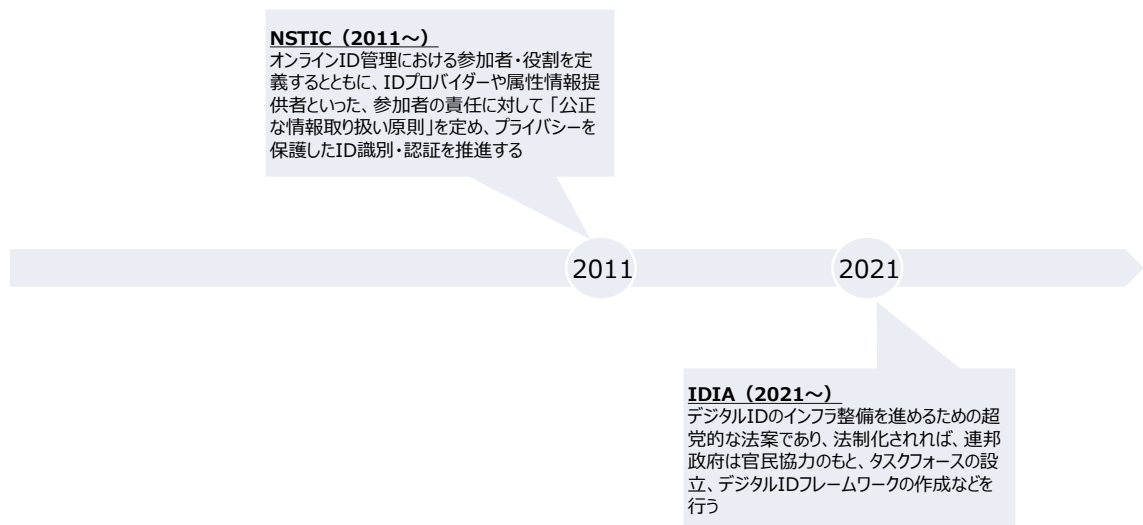 NSTIC（2011～）
オンラインID管理における参加者・役割を定
義するとともに、IDプロバイダーや属性情報提
供者といった、参加者の責任に対して「公正
な情報取り扱い原則」を定め、プライバシーを
保護したID識別・認証を推進する
2011
2021
IDIA（2021～）
デジタルIDのインフラ整備を進めるための超
党的な法案であり、法制化されれば、連邦
政府は官民協力のもと、タスクフォースの設
立、デジタルIDフレームワークの作成などを
行う